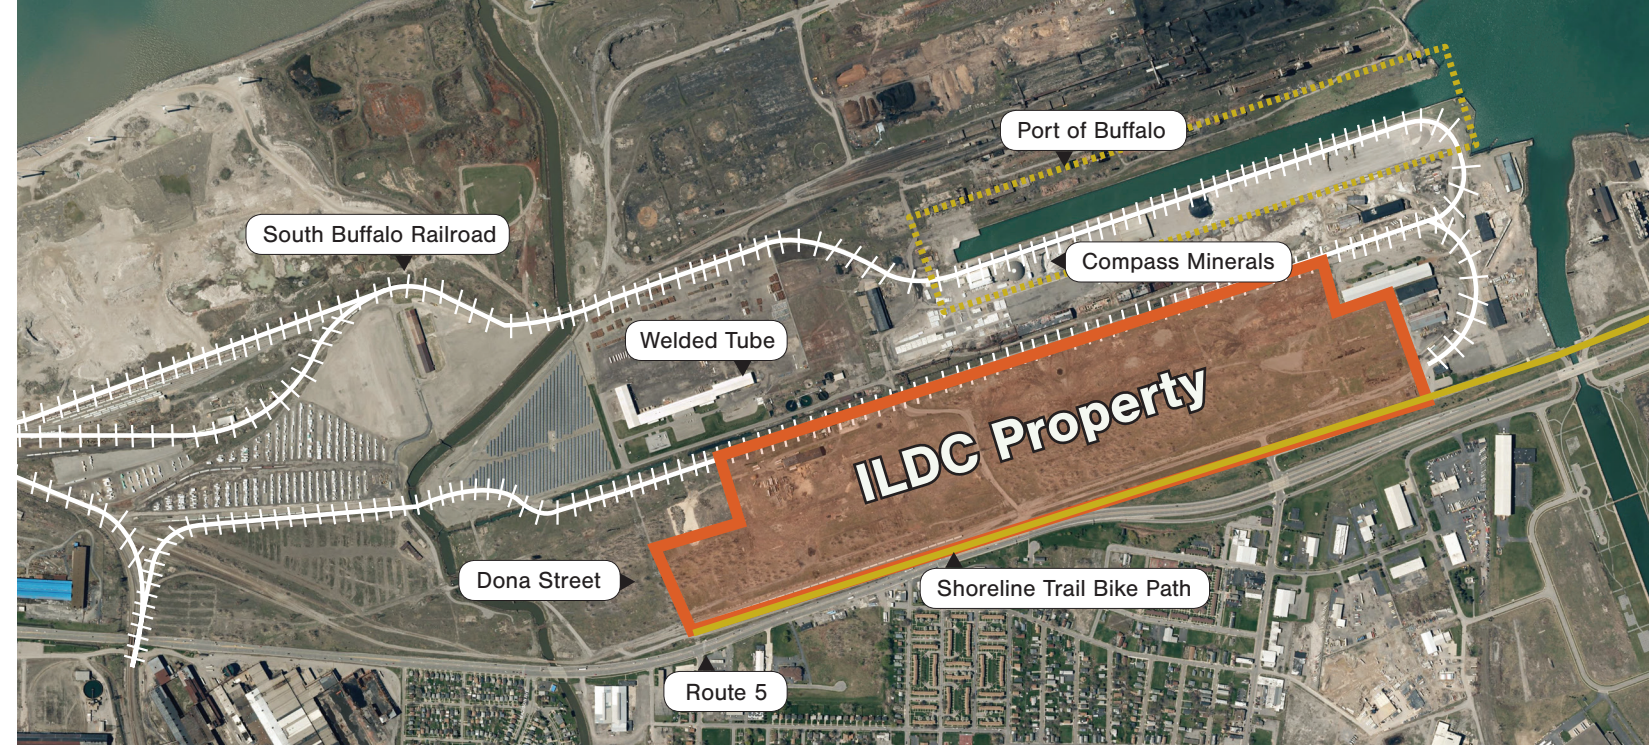 Port of Buffalo
South Buffalo Railroad
Compass Minerals
Welded Tube
ILDC Property
Dona Street
Shoreline Trail Bike Path
Route 5